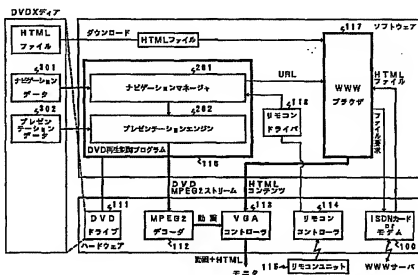 DVDメディア
HTML
ファイル
ダウンロード
HTMLファイル
117
ソフトウェア
301
ナビゲーション
データ
302
プレゼン
テーション
データ
201
ナビゲーションマネージャ
202
プレゼンテーションエンジン
DVD再生制御プログラム
116
URL
118
リモコン
ドライバ
WWW
ブラウザ
HTMLファイル
ファイル要求
DVD
MPEG2ストリーム
HTML
コンテンツ
111
DVD
ドライブ
ハードウェア
MPEG2
デコーダ
112
動画
113
VGA
コントローラ
114
リモコン
コントローラ
ISDNカード
or
モデム
100
動画+HTML
モニタ
115
リモコンユニット
WWWサーバ